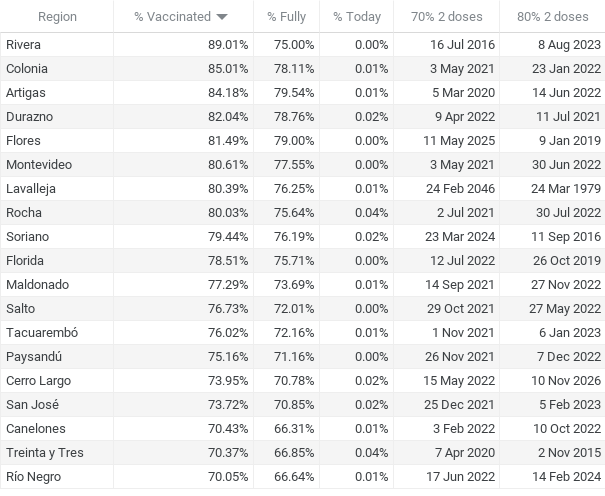 Region % Vaccinated % Fully % Today 70% 2 doses 80% 2 doses
Rivera 89.01% 75.00% 0.00% 16 Jul 2016 8 Aug 2023
Colonia 85.01% 78.11% 0.01% 3 May 2021 23 Jan 2022
Artigas 84.18% 79.54% 0.01% 5 Mar 2020 14 Jun 2022
Durazno 82.04% 78.76% 0.02% 9 Apr 2022 11 Jul 2021
Flores 81.49% 79.00% 0.00% 11 May 2025 9 Jan 2019
Montevideo 80.61% 77.55% 0.00% 3 May 2021 30 Jun 2022
Lavalleja 80.39% 76.25% 0.01% 24 Feb 2046 24 Mar 1979
Rocha 80.03% 75.64% 0.04% 2 Jul 2021 30 Jul 2022
Soriano 79.44% 76.19% 0.02% 23 Mar 2024 11 Sep 2016
Florida 78.51% 75.71% 0.00% 12 Jul 2022 26 Oct 2019
Maldonado 77.29% 73.69% 0.01% 14 Sep 2021 27 Nov 2022
Salto 76.73% 72.01% 0.00% 29 Oct 2021 27 May 2022
Tacuarembó 76.02% 72.16% 0.01% 1 Nov 2021 6 Jan 2023
Paysandú 75.16% 71.16% 0.00% 26 Nov 2021 7 Dec 2022
Cerro Largo 73.95% 70.78% 0.02% 15 May 2022 10 Nov 2026
San José 73.72% 70.85% 0.02% 25 Dec 2021 5 Feb 2023
Canelones 70.43% 66.31% 0.01% 3 Feb 2022 10 Oct 2022
Treinta y Tres 70.37% 66.85% 0.04% 7 Apr 2020 2 Nov 2015
Río Negro 70.05% 66.64% 0.01% 17 Jun 2022 14 Feb 2024